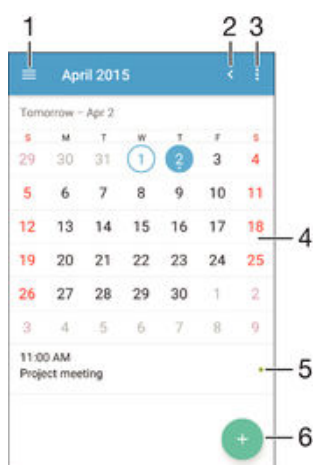 1 2 3
April 2015
Tomorrow – Apr 2
S M T W T F S
29 30 31 1 2 3 4
5 6 7 8 9 10 11
12 13 14 15 16 17 18
4
19 20 21 22 23 24 25
26 27 28 29 30 1 2
3 4 5 6 7 8 9
11:00 AM
Project meeting
5
+
6